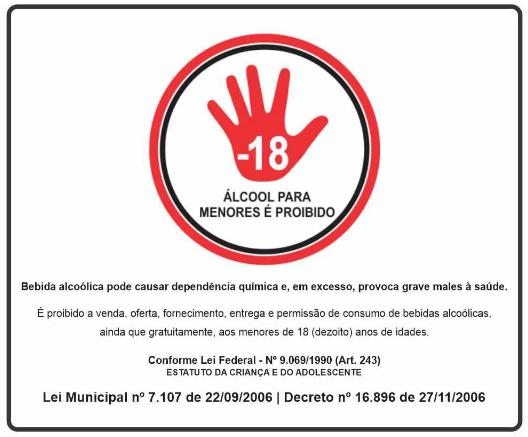 -18
ÁLCOOL PARA
MENORES É PROIBIDO
Bebida alcoólica pode causar dependência química e, em excesso, provoca grave males à saúde.
É proibido a venda, oferta, fornecimento, entrega e permissão de consumo de bebidas alcoólicas,
ainda que gratuitamente, aos menores de 18 (dezoito) anos de idades.
Conforme Lei Federal - Nº 9.069/1990 (Art. 243)
ESTATUTO DA CRIANÇA E DO ADOLESCENTE
Lei Municipal nº 7.107 de 22/09/2006 | Decreto nº 16.896 de 27/11/2006